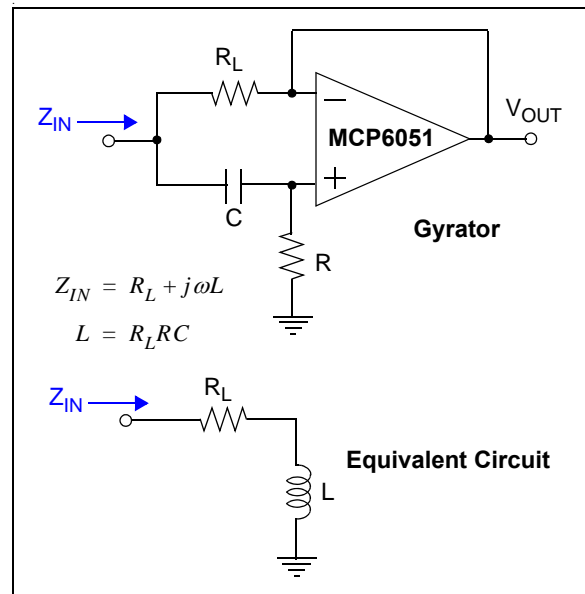 R_L
Z_IN
V_OUT
MCP6051
−
+
C
Gyrator
R
Z_IN = R_L + jωL
L = R_L RC
Z_IN
R_L
Equivalent Circuit
L